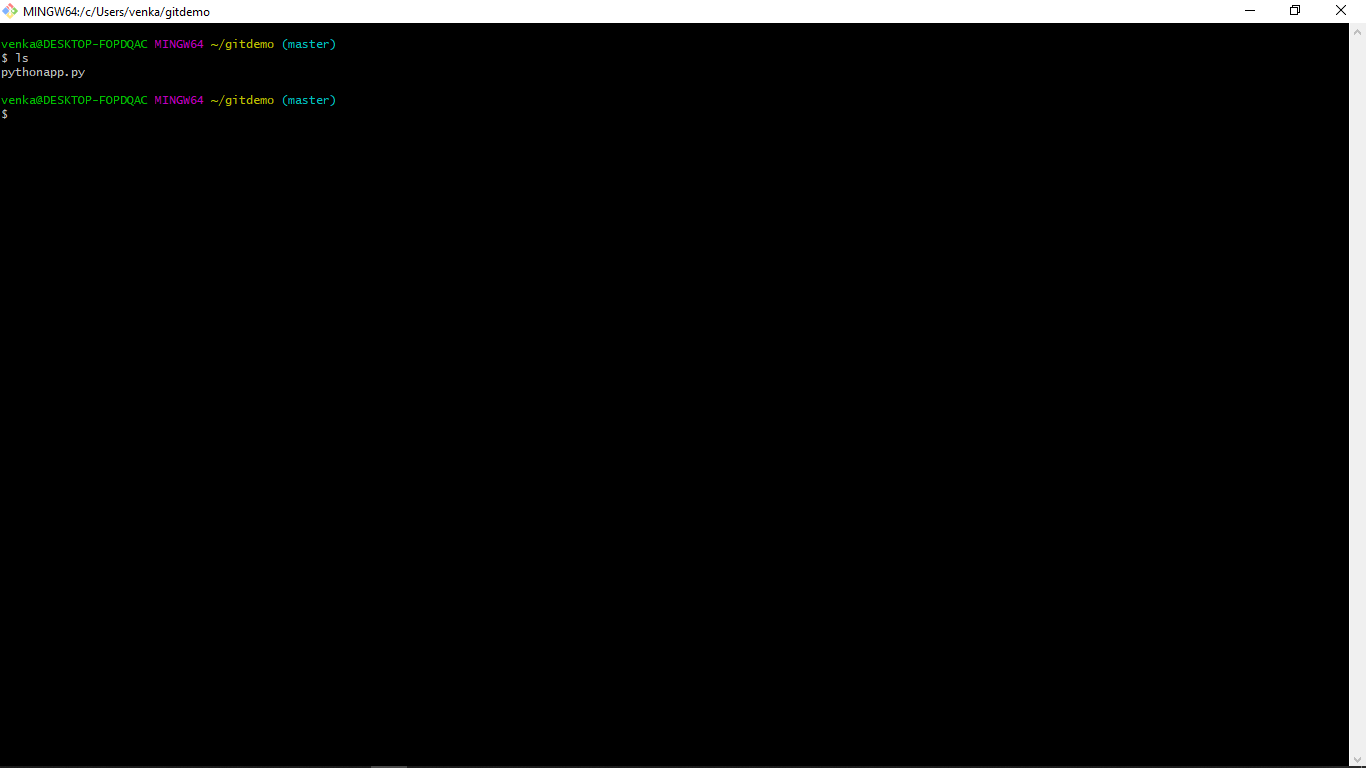 MINGW64:/c/Users/venka/gitdemo
venka@DESKTOP-FOPDQAC MINGW64 ~/gitdemo (master)
$ ls
pythonapp.py
venka@DESKTOP-FOPDQAC MINGW64 ~/gitdemo (master)
$